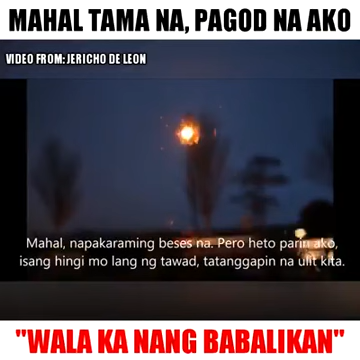 MAHAL TAMA NA, PAGOD NA AKO
VIDEO FROM: JERICHO DE LEON
Mahal, napakaraming beses na. Pero heto parin ako,
isang hingi mo lang ng tawad, tatanggapin na ulit kita.
"WALA KA NANG BABALIKAN"